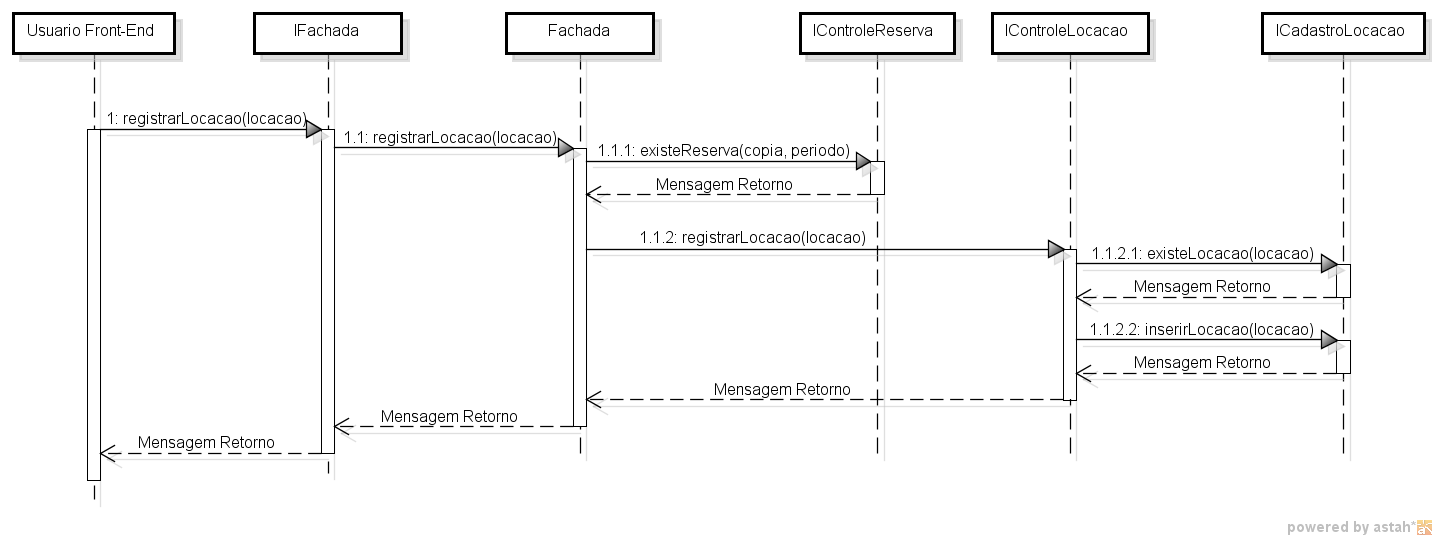 Usuario Front-End
IFachada
Fachada
IControleReserva
IControleLocacao
ICadastroLocacao
1: registrarLocacao(locacao)
1.1: registrarLocacao(locacao)
1.1.1: existeReserva(copia, periodo)
Mensagem Retorno
1.1.2: registrarLocacao(locacao)
1.1.2.1: existeLocacao(locacao)
Mensagem Retorno
1.1.2.2: inserirLocacao(locacao)
Mensagem Retorno
Mensagem Retorno
Mensagem Retorno
Mensagem Retorno
powered by astah*